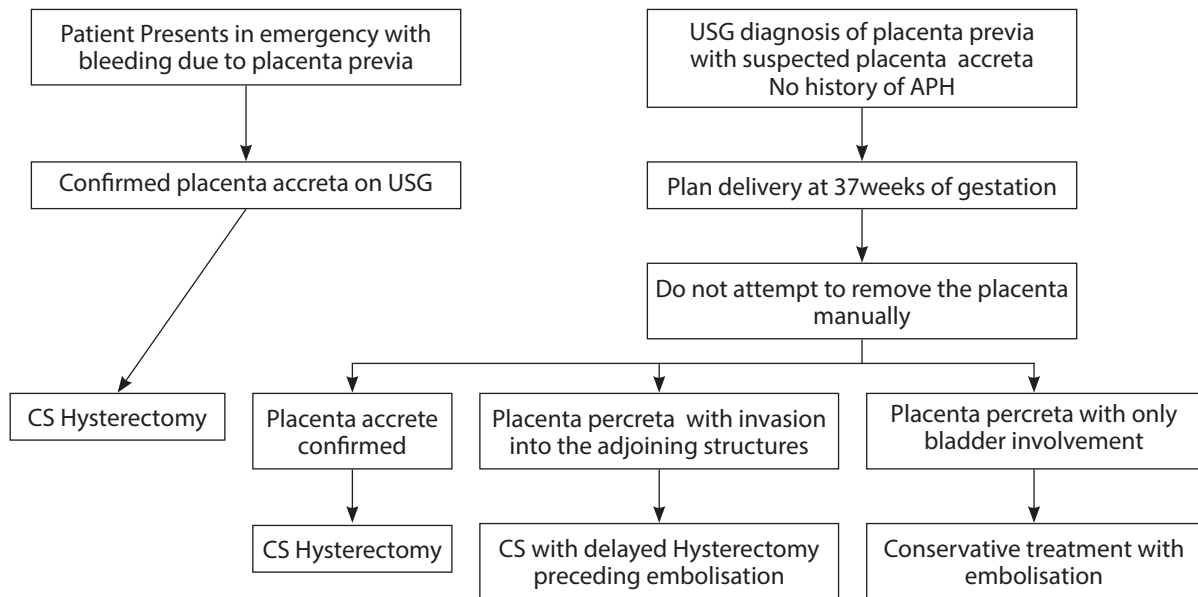 Patient Presents in emergency with
bleeding due to placenta previa
Confirmed placenta accreta on USG
CS Hysterectomy
USG diagnosis of placenta previa
with suspected placenta accreta
No history of APH
Plan delivery at 37weeks of gestation
Do not attempt to remove the placenta
manually
Placenta accrete
confirmed
CS Hysterectomy
Placenta percreta with invasion
into the adjoining structures
CS with delayed Hysterectomy
preceding embolisation
Placenta percreta with only
bladder involvement
Conservative treatment with
embolisation